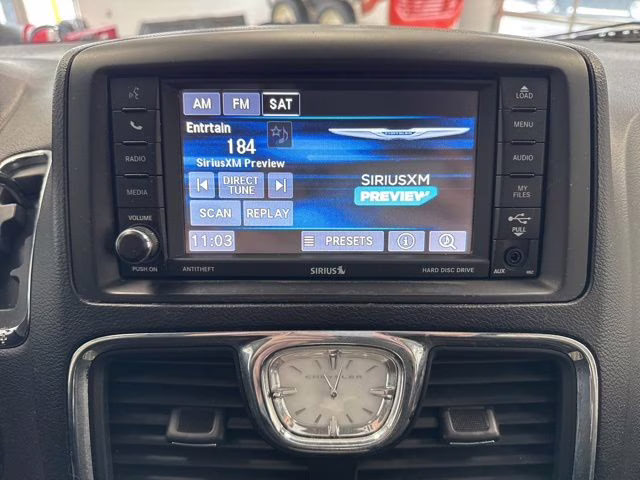 AM FM SAT
LOAD
MENU
RADIO
AUDIO
MEDIA
MY FILES
VOLUME
PULL
PUSH ON
ANTITHEFT
SIRIUS
HARD DISC DRIVE
AUX
Entrtain
184
SiriusXM Preview
DIRECT TUNE
SCAN REPLAY
SIRIUSXM
PREVIEW
11:03 PRESETS
CHRYSLER